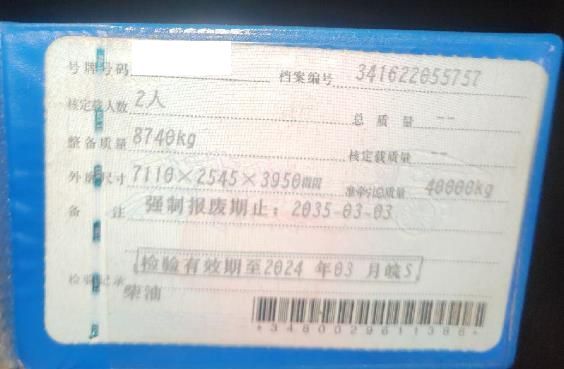 号牌号码 档案编号 341622055757
核定载人数 2人 总质量 --
整备质量 8740kg 核定载质量 --
外廓尺寸 7110×2545×3950mm 准牵引总质量 40000kg
备注 强制报废期止：2035-03-03
检验有效期至2024年03月皖S
检验记录
柴油
*3480029611386*